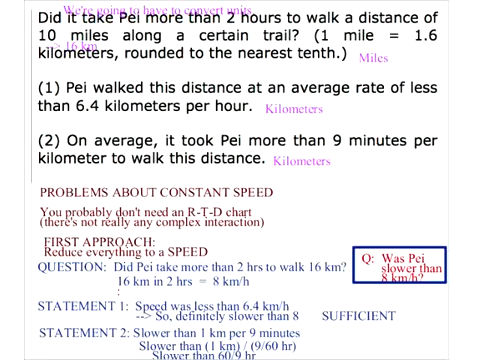 We're going to have to convert units.
Did it take Pei more than 2 hours to walk a distance of
10 miles along a certain trail? (1 mile = 1.6
--> 16 km
kilometers, rounded to the nearest tenth.) Miles
(1) Pei walked this distance at an average rate of less
than 6.4 kilometers per hour. Kilometers
(2) On average, it took Pei more than 9 minutes per
kilometer to walk this distance. Kilometers
PROBLEMS ABOUT CONSTANT SPEED
You probably don't need an R-T-D chart
(there's not really any complex interaction)
FIRST APPROACH:
Reduce everything to a SPEED
QUESTION: Did Pei take more than 2 hrs to walk 16 km?
16 km in 2 hrs = 8 km/h
:
Q: Was Pei
slower than
8 km/h?
STATEMENT 1: Speed was less than 6.4 km/h
--> So, definitely slower than 8 SUFFICIENT
STATEMENT 2: Slower than 1 km per 9 minutes
Slower than (1 km) / (9/60 hr)
Slower than 60/9 hr